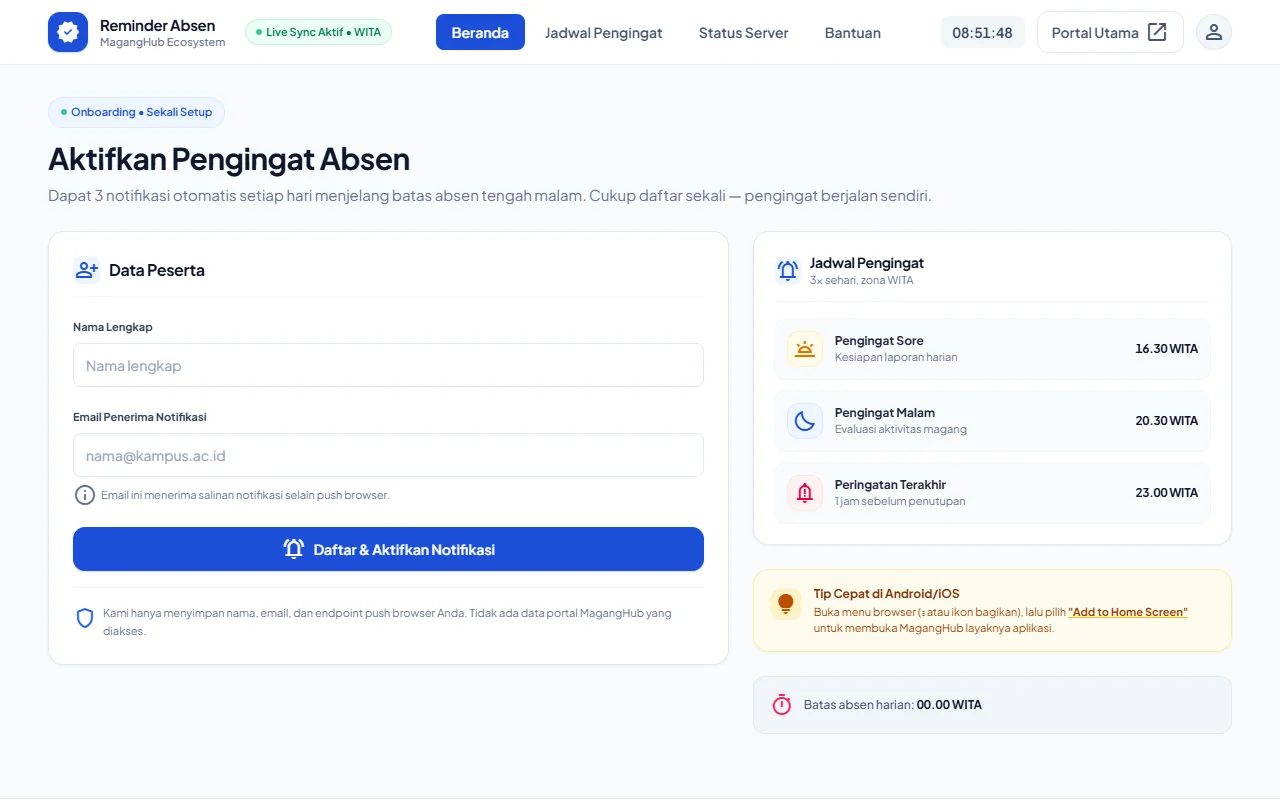 Reminder Absen
MagangHub Ecosystem
Live Sync Aktif • WITA
Beranda
Jadwal Pengingat
Status Server
Bantuan
08:51:48
Portal Utama
Onboarding • Sekali Setup
Aktifkan Pengingat Absen
Dapat 3 notifikasi otomatis setiap hari menjelang batas absen tengah malam. Cukup daftar sekali — pengingat berjalan sendiri.
Data Peserta
Nama Lengkap
Nama lengkap
Email Penerima Notifikasi
nama@kampus.ac.id
Email ini menerima salinan notifikasi selain push browser.
Daftar & Aktifkan Notifikasi
Kami hanya menyimpan nama, email, dan endpoint push browser Anda. Tidak ada data portal MagangHub yang
diakses.
Jadwal Pengingat
3× sehari, zona WITA
Pengingat Sore
Kesiapan laporan harian
16.30 WITA
Pengingat Malam
Evaluasi aktivitas magang
20.30 WITA
Peringatan Terakhir
1 jam sebelum penutupan
23.00 WITA
Tip Cepat di Android/iOS
Buka menu browser (⋮ atau ikon bagikan), lalu pilih "Add to Home Screen"
untuk membuka MagangHub layaknya aplikasi.
Batas absen harian: 00.00 WITA